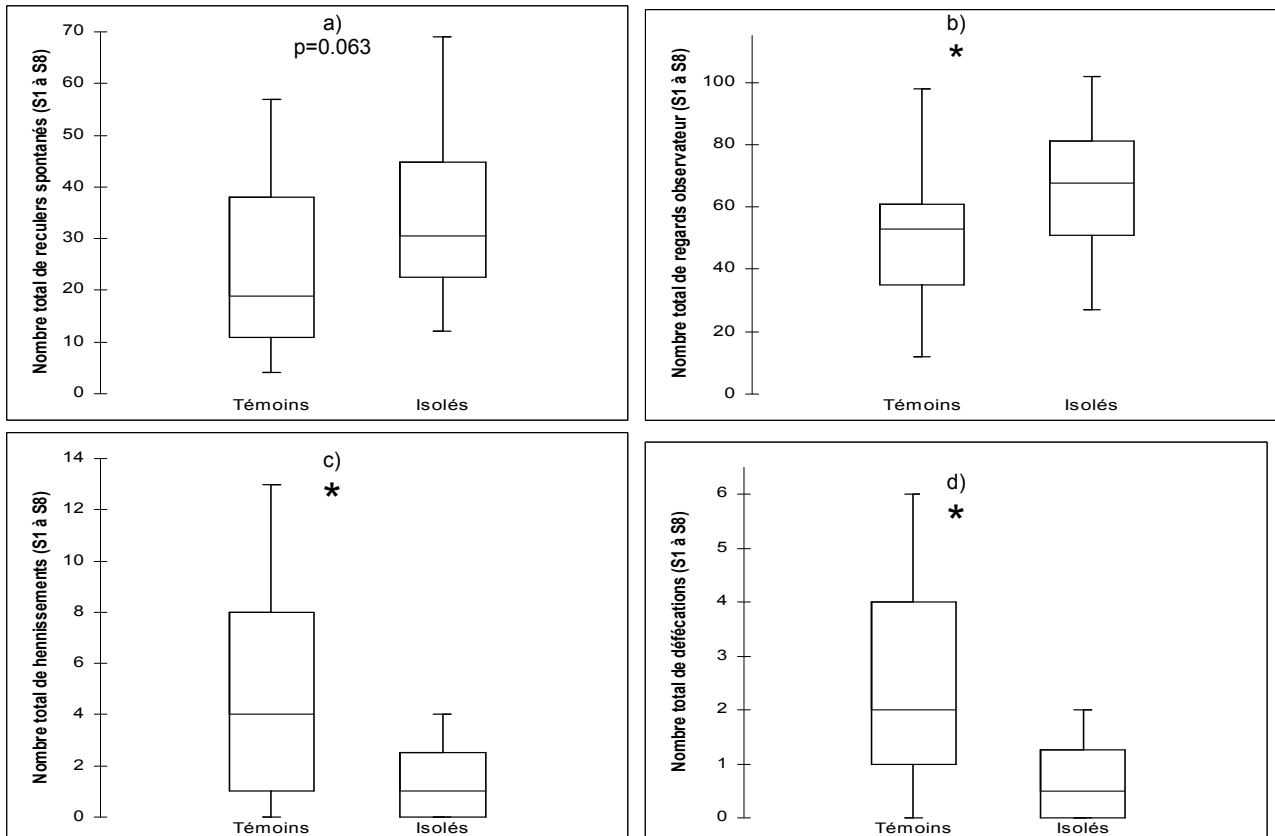 a)
p=0.063
Nombre total de reculers spontanés (S1 à S8)
70
60
50
40
30
20
10
0
Témoins Isolés
b)
*
Nombre total de regards observateur (S1 à S8)
100
80
60
40
20
0
Témoins Isolés
c)
*
Nombre total de hennissements (S1 à S8)
14
12
10
8
6
4
2
0
Témoins Isolés
d)
*
Nombre total de défécations (S1 à S8)
6
5
4
3
2
1
0
Témoins Isolés